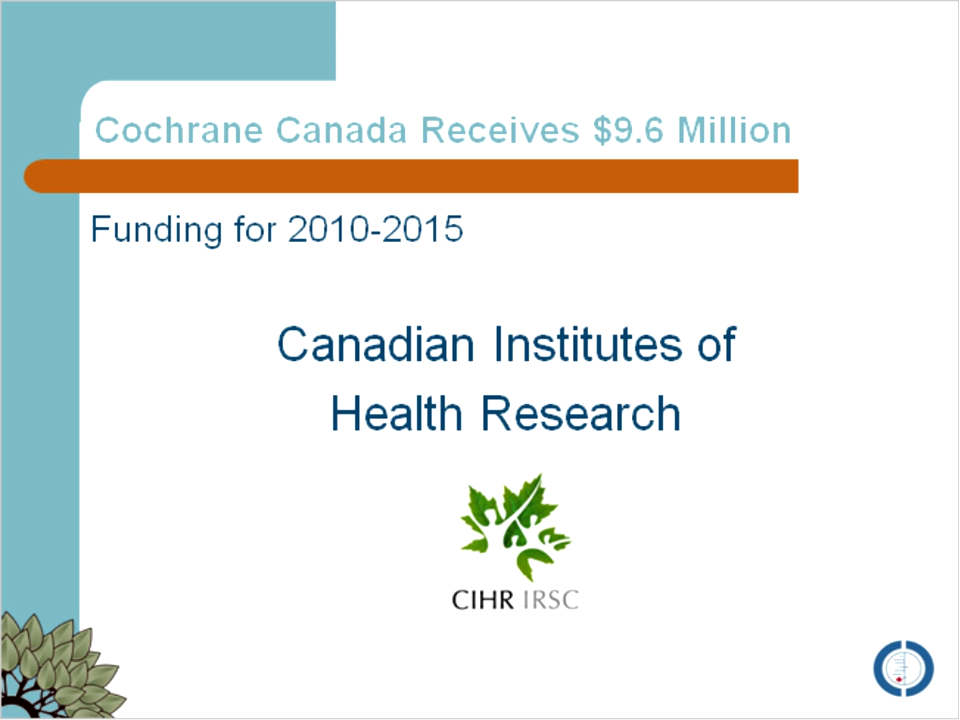 Cochrane Canada Receives $9.6 Million
Funding for 2010-2015
Canadian Institutes of
Health Research
CIHR IRSC